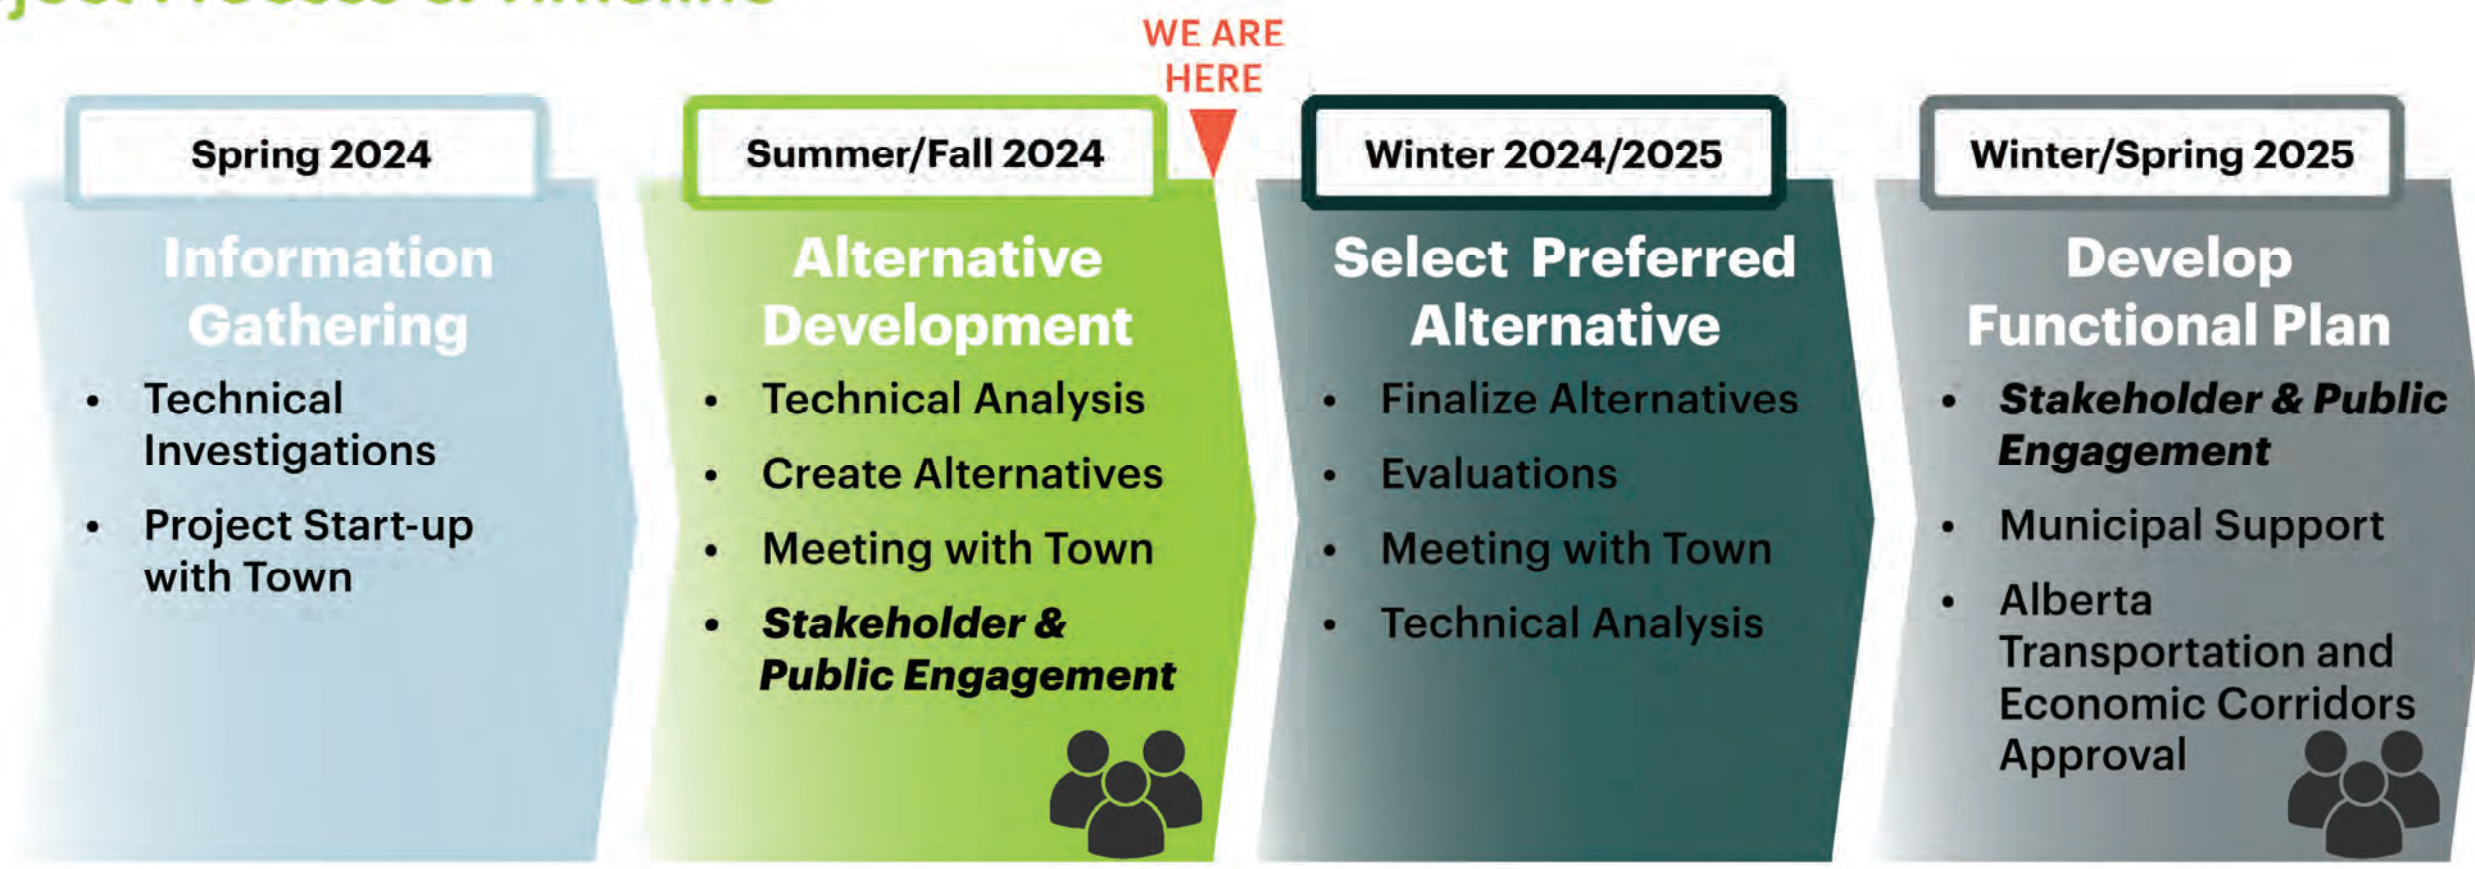 WE ARE
HERE
Spring 2024
Information
Gathering
• Technical
Investigations
• Project Start-up
with Town
Summer/Fall 2024
Alternative
Development
• Technical Analysis
• Create Alternatives
• Meeting with Town
• Stakeholder &
Public Engagement
Winter 2024/2025
Select Preferred
Alternative
• Finalize Alternatives
• Evaluations
• Meeting with Town
• Technical Analysis
Winter/Spring 2025
Develop
Functional Plan
• Stakeholder & Public
Engagement
• Municipal Support
• Alberta
Transportation and
Economic Corridors
Approval